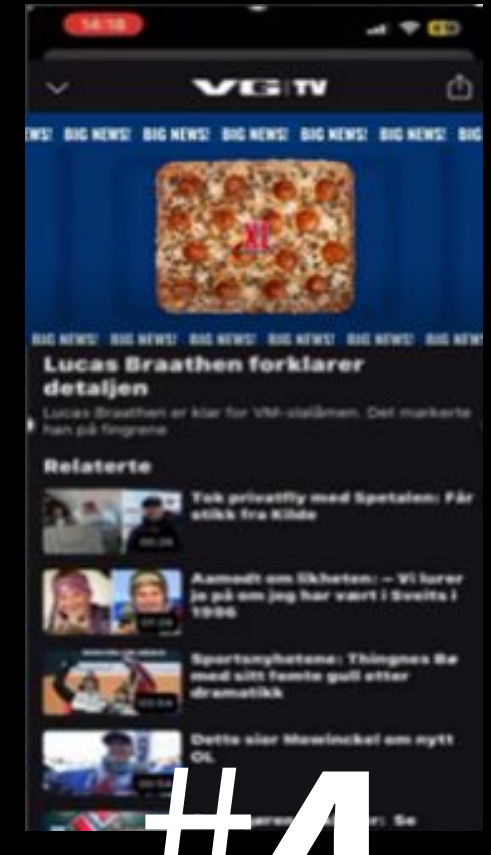 14:18
VG TV
NEWS! BIG NEWS! BIG NEWS! BIG NEWS! BIG NEWS! BIG
XL
BIG NEWS! BIG NEWS! BIG NEWS! BIG NEWS! BIG NEWS! BIG NEW
Lucas Braathen forklarer
detaljen
Lucas Braathen er klar for VM-slalåmen. Det markerte
han på fingrene
Relaterte
Tok privatfly med Spetalen: Får
stikk fra Kilde
Aamodt om likheten: – Vi lurer
jo på om jeg har vært i Sveits i
1996
Sportsnyhetene: Thingnes Bø
med sitt femte gull etter
dramatikk
Dette sier Mowinckel om nytt
OL
Se
#4